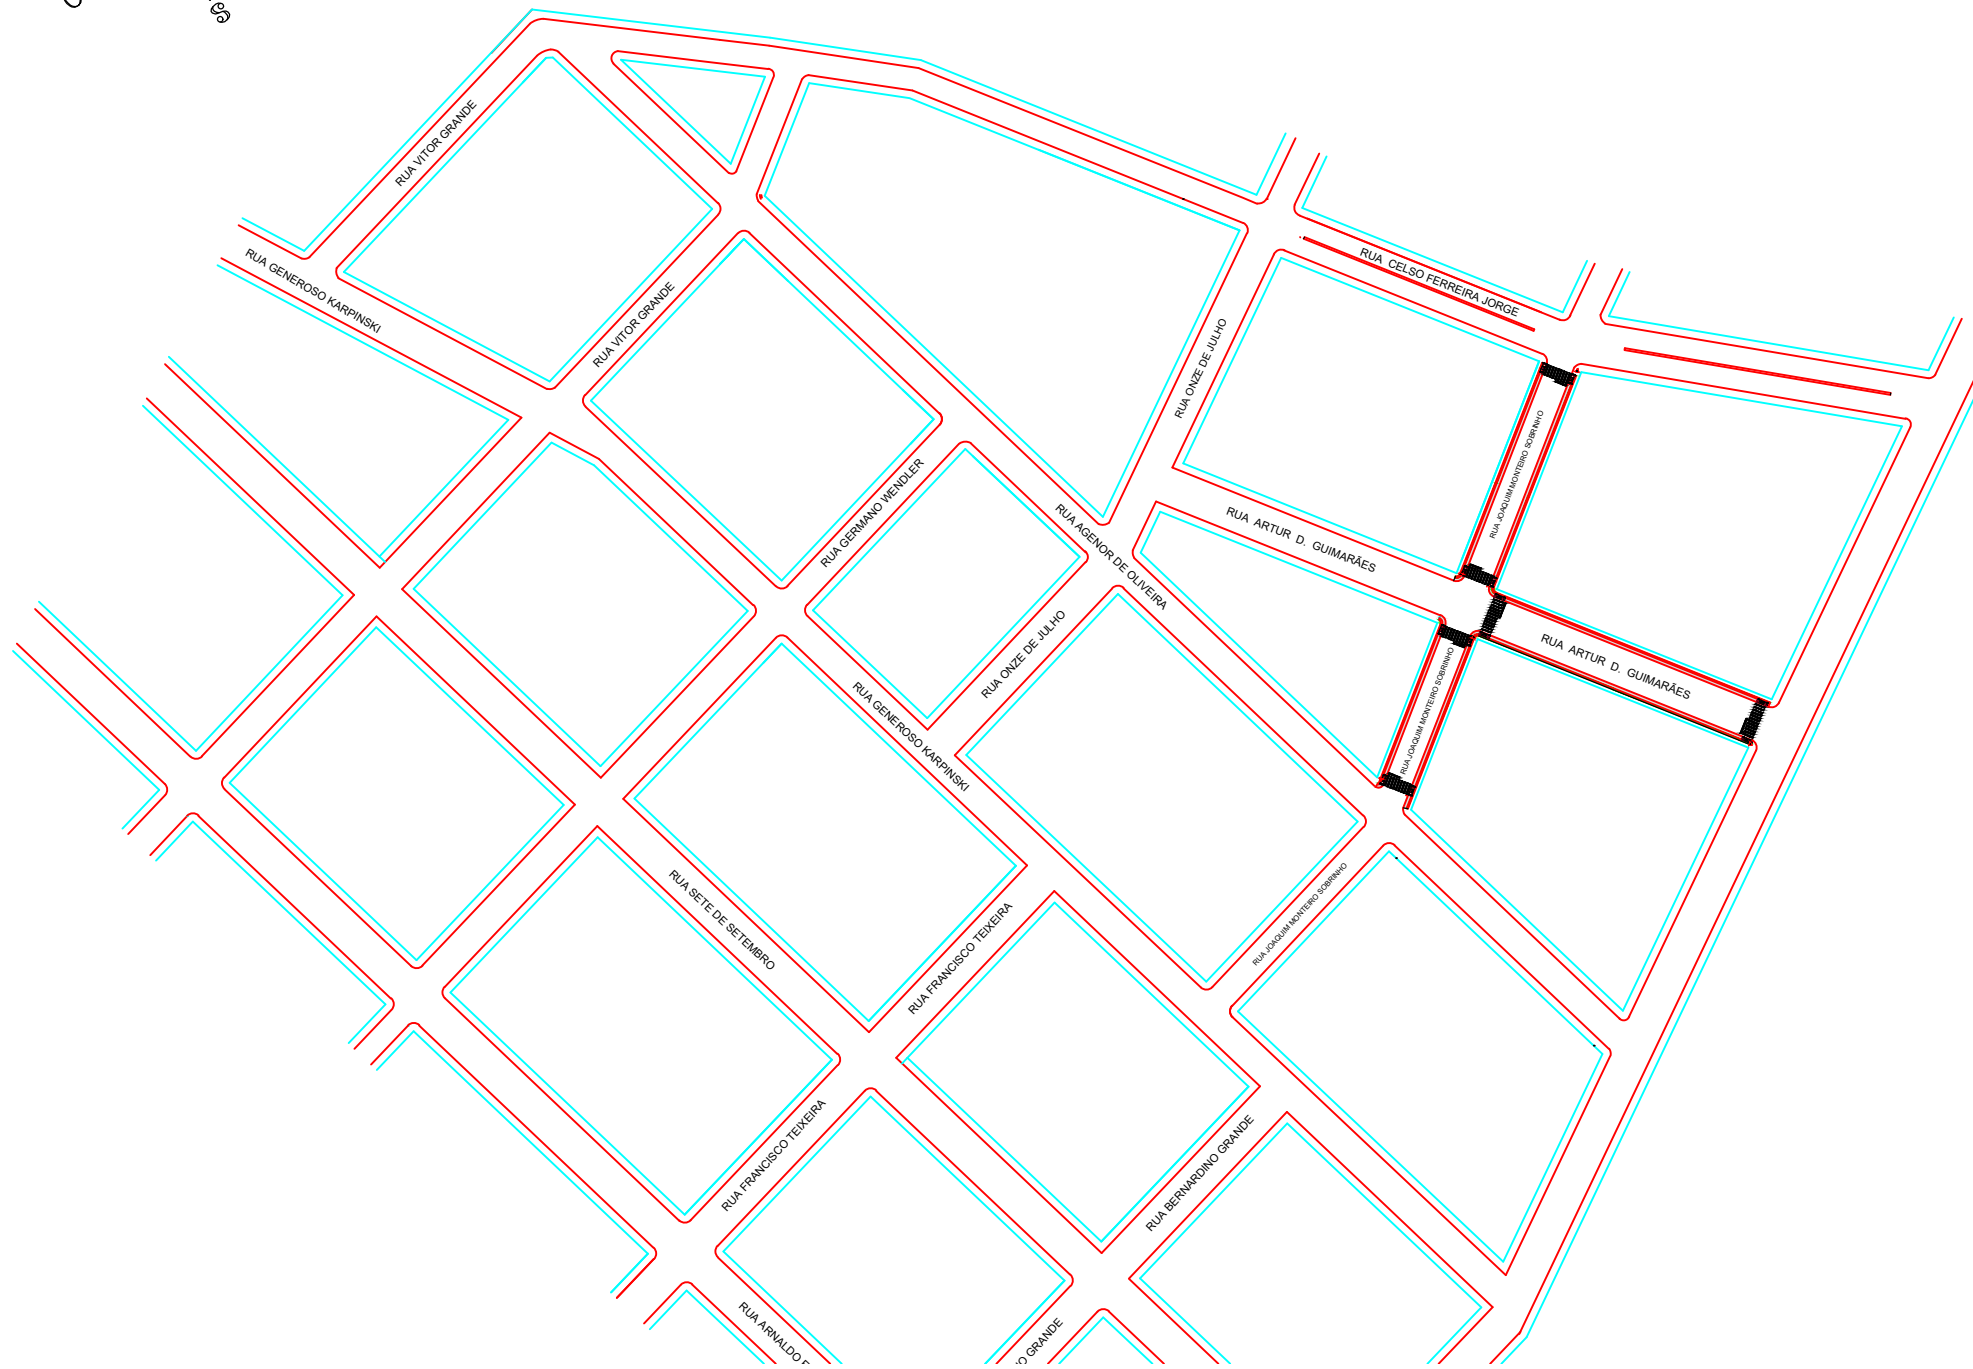 RUA VITOR GRANDE
RUA GENEROSO KARPINSKI
RUA VITOR GRANDE
RUA CELSO FERREIRA JORGE
RUA ONZE DE JULHO
RUA JOAQUIM MONTEIRO SOBRINHO
RUA GERMANO WENDLER
RUA AGENOR DE OLIVEIRA
RUA ARTUR D. GUIMARÃES
RUA ONZE DE JULHO
RUA ARTUR D. GUIMARÃES
RUA JOAQUIM MONTEIRO SOBRINHO
RUA GENEROSO KARPINSKI
RUA SETE DE SETEMBRO
RUA FRANCISCO TEIXEIRA
RUA JOAQUIM MONTEIRO SOBRINHO
RUA FRANCISCO TEIXEIRA
RUA BERNARDINO GRANDE
RUA ARNALDO
GRANDE